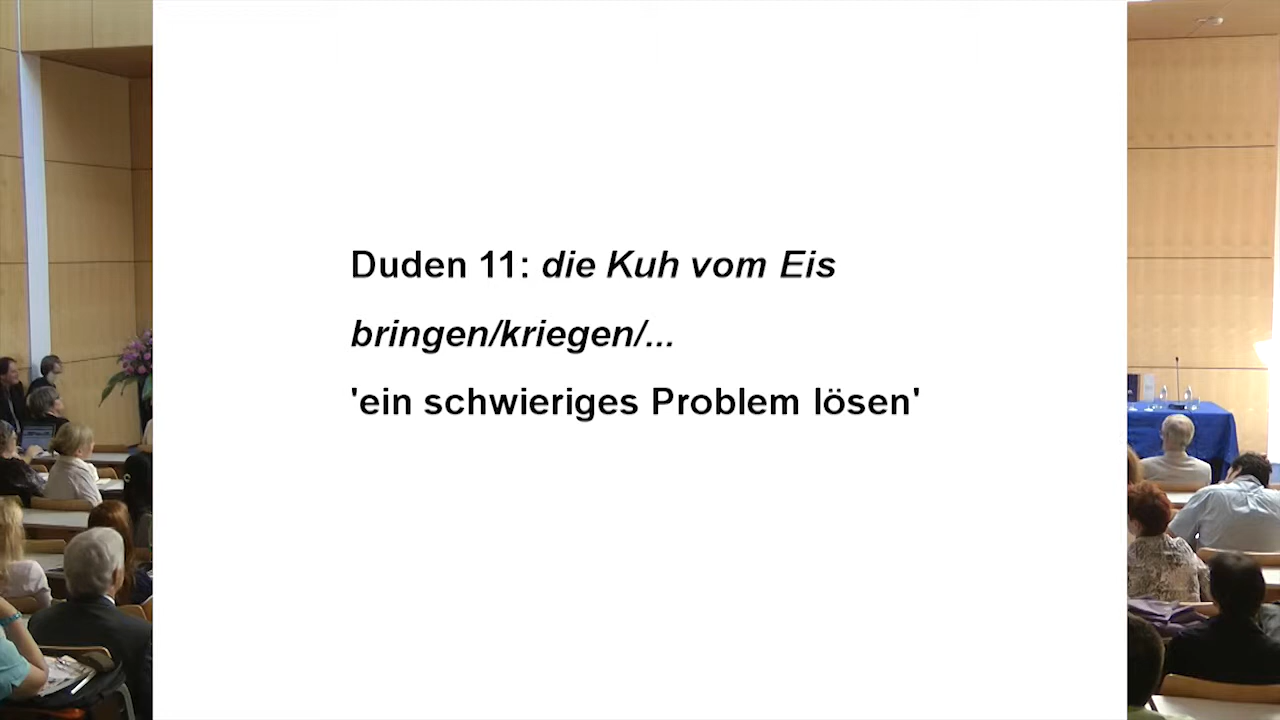 Duden 11: die Kuh vom Eis
bringen/kriegen/...
'ein schwieriges Problem lösen'